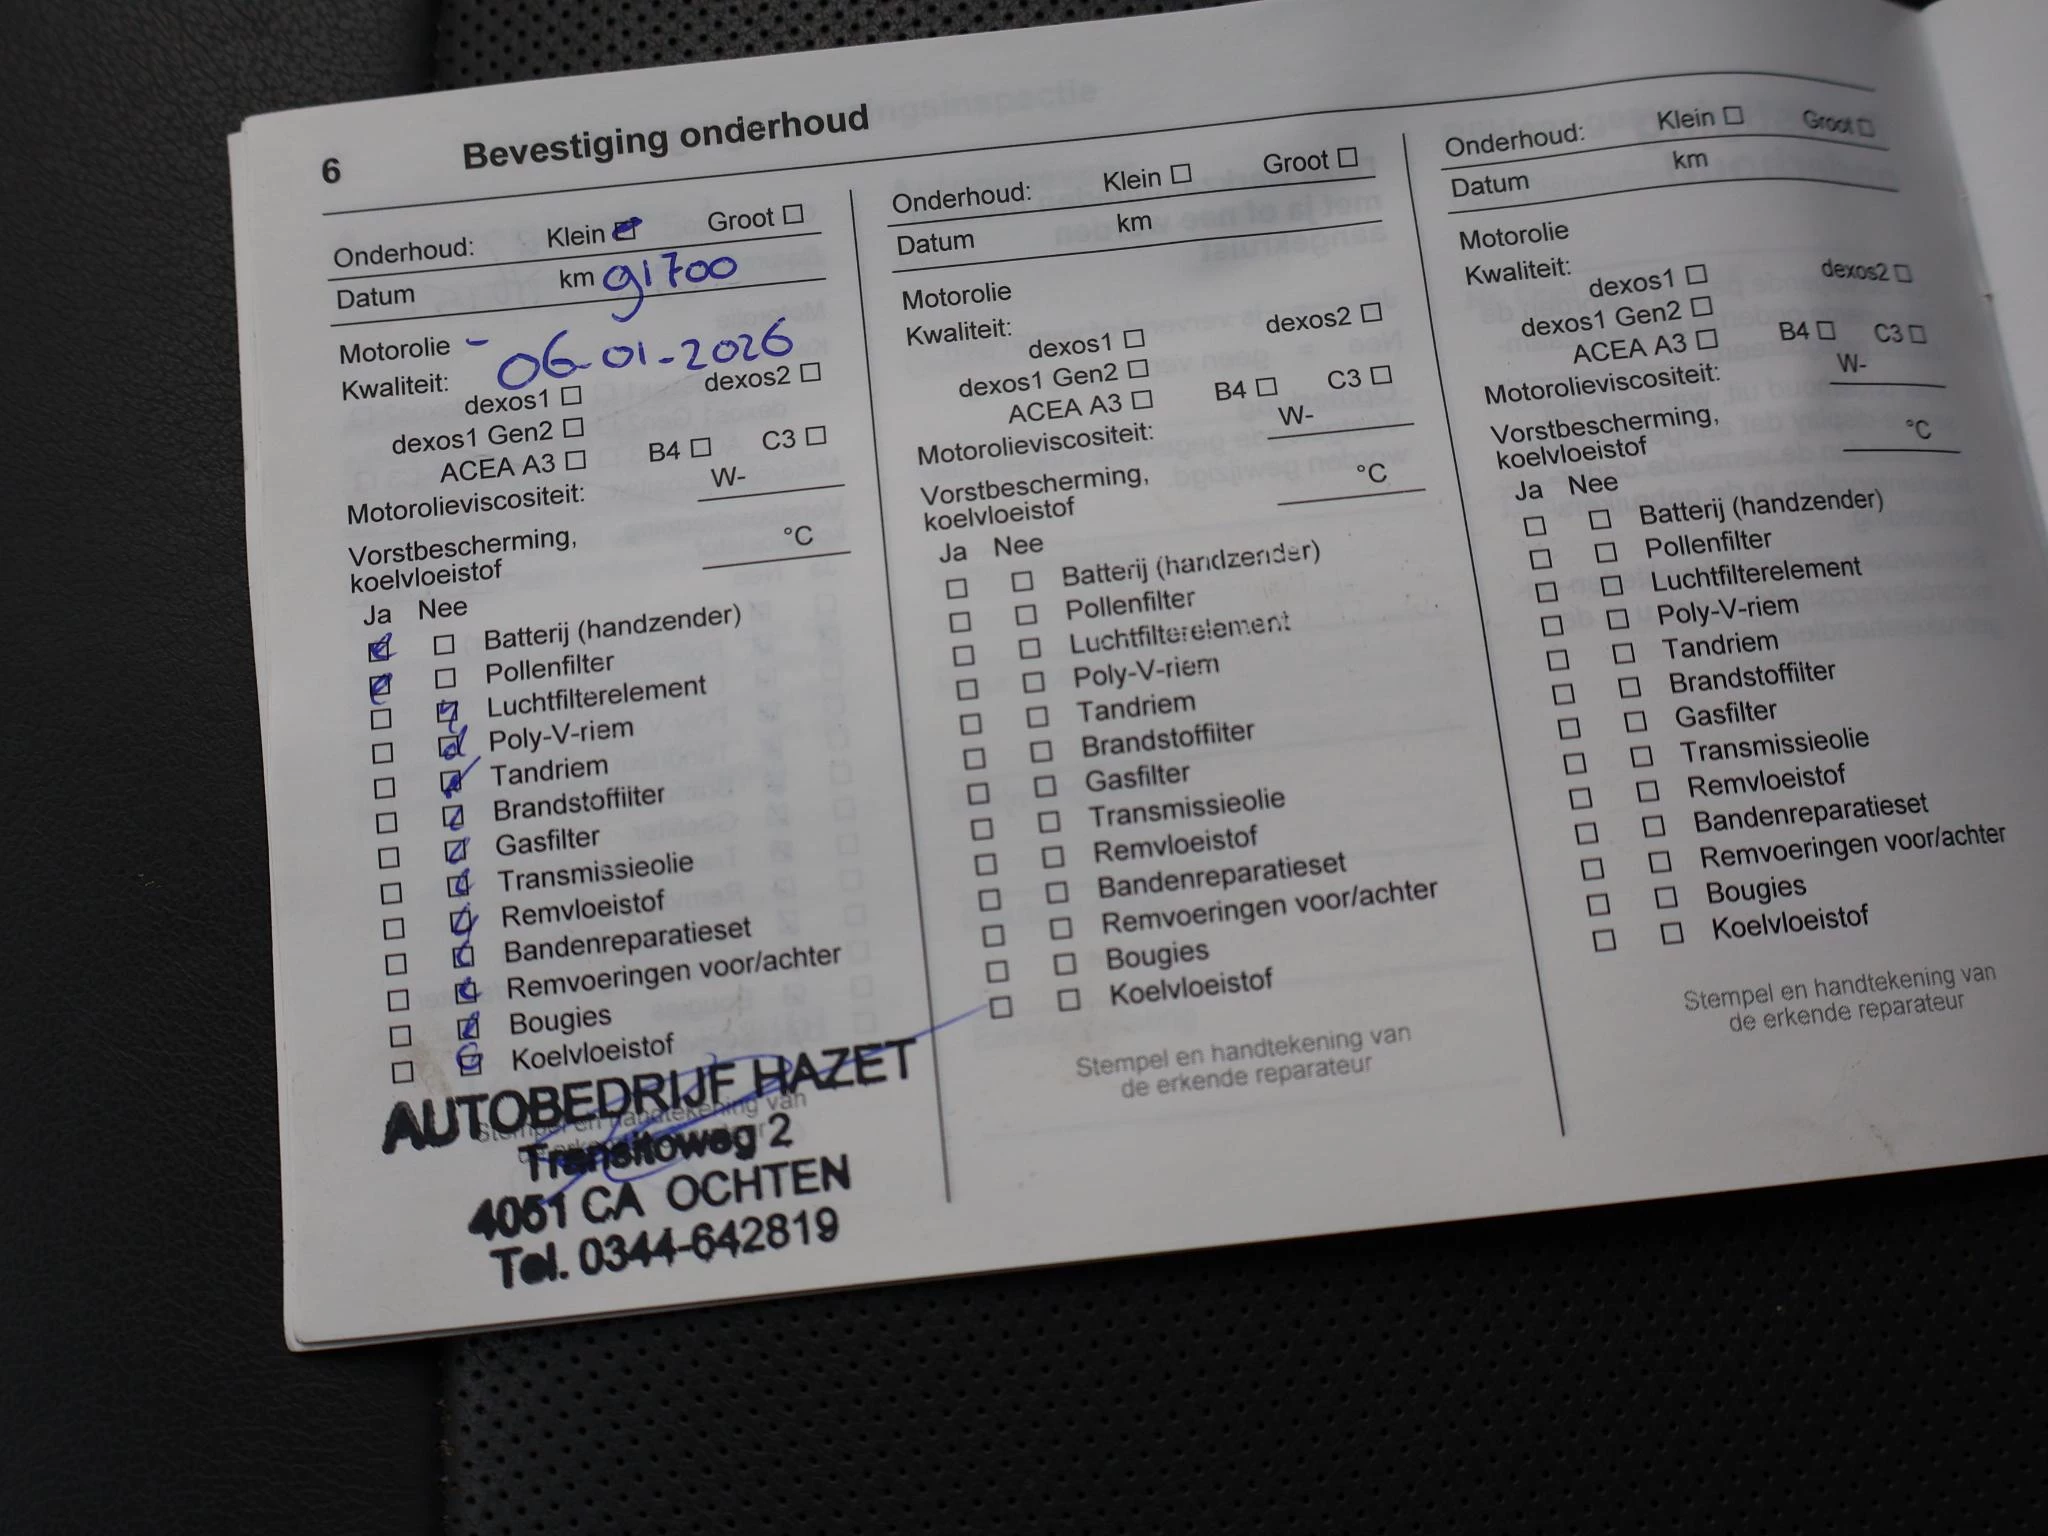 6 Bevestiging onderhoud
Onderhoud: Klein Groot
Datum km 91700
Motorolie - 06-01-2026
Kwaliteit:
dexos1 dexos2
dexos1 Gen2
ACEA A3 B4 C3
Motorolieviscositeit: W-
Vorstbescherming,
koelvloeistof °C
Ja Nee
Batterij (handzender)
Pollenfilter
Luchtfilterelement
Poly-V-riem
Tandriem
Brandstoffilter
Gasfilter
Transmissieolie
Remvloeistof
Bandenreparatieset
Remvoeringen voor/achter
Bougies
Koelvloeistof
Stempel en handtekening van
de erkende reparateur
AUTOBEDRIJF HAZET
Transitoweg 2
4051 CA OCHTEN
Tel. 0344-642819
Onderhoud: Klein Groot
Datum km
Motorolie
Kwaliteit:
dexos1 dexos2
dexos1 Gen2
ACEA A3 B4 C3
Motorolieviscositeit: W-
Vorstbescherming,
koelvloeistof °C
Ja Nee
Batterij (handzender)
Pollenfilter
Luchtfilterelement
Poly-V-riem
Tandriem
Brandstoffilter
Gasfilter
Transmissieolie
Remvloeistof
Bandenreparatieset
Remvoeringen voor/achter
Bougies
Koelvloeistof
Stempel en handtekening van
de erkende reparateur
Onderhoud: Klein Groot
Datum km
Motorolie
Kwaliteit:
dexos1 dexos2
dexos1 Gen2
ACEA A3 B4 C3
Motorolieviscositeit: W-
Vorstbescherming,
koelvloeistof °C
Ja Nee
Batterij (handzender)
Pollenfilter
Luchtfilterelement
Poly-V-riem
Tandriem
Brandstoffilter
Gasfilter
Transmissieolie
Remvloeistof
Bandenreparatieset
Remvoeringen voor/achter
Bougies
Koelvloeistof
Stempel en handtekening van
de erkende reparateur